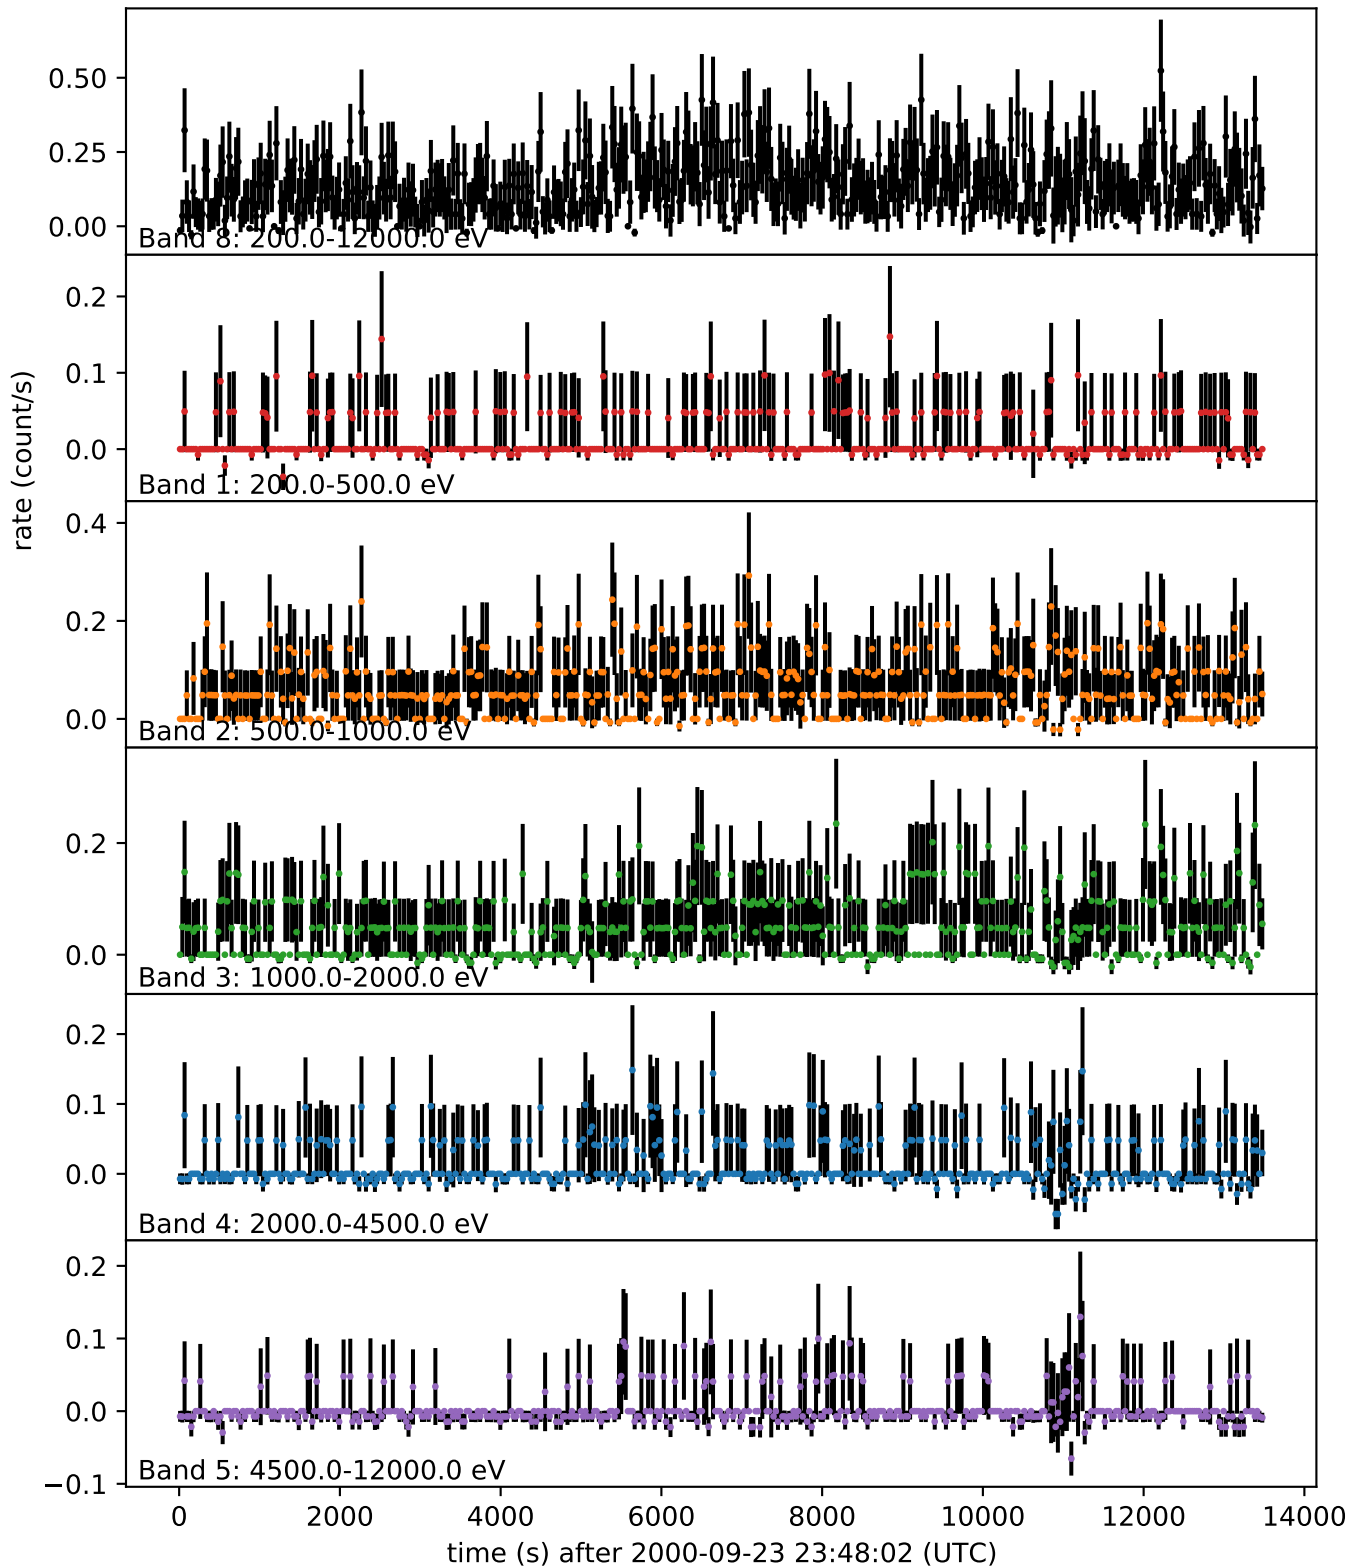 0.50
0.25
0.00
Band 8: 200.0-12000.0 eV
0.2
0.1
0.0
Band 1: 200.0-500.0 eV
rate (count/s)
0.4
0.2
0.0
Band 2: 500.0-1000.0 eV
0.2
0.0
Band 3: 1000.0-2000.0 eV
0.2
0.1
0.0
Band 4: 2000.0-4500.0 eV
0.2
0.1
0.0
−0.1
Band 5: 4500.0-12000.0 eV
0 2000 4000 6000 8000 10000 12000 14000
time (s) after 2000-09-23 23:48:02 (UTC)